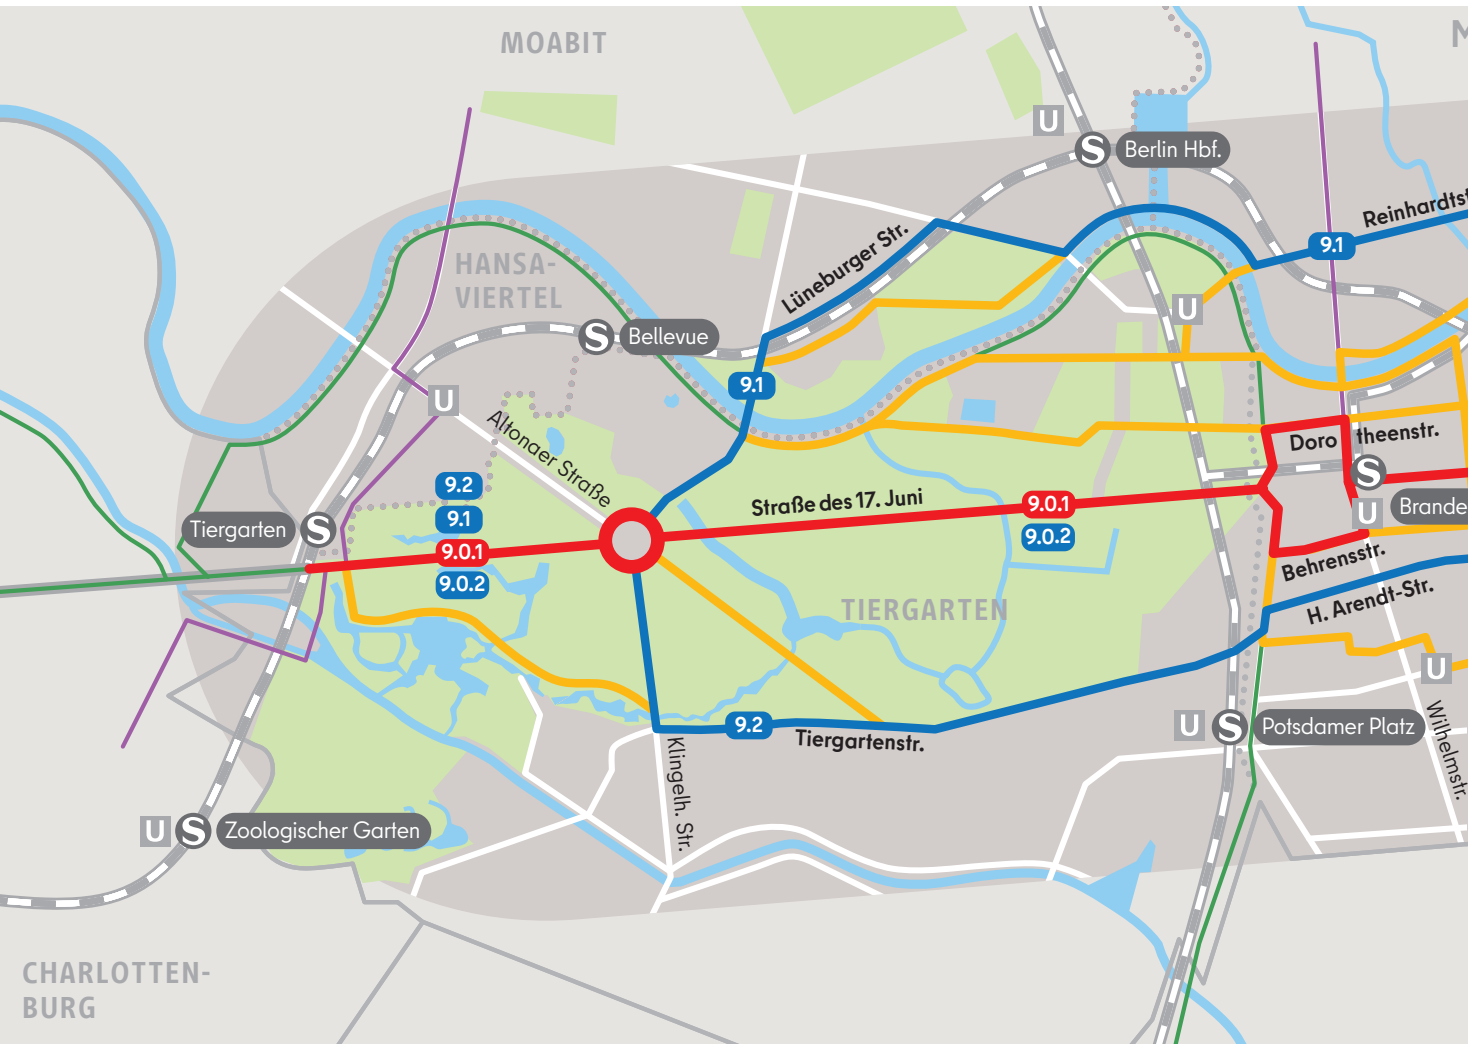 MOABIT
M
U
S
Berlin Hbf.
Reinhardtst
9.1
Lüneburger Str.
HANSA-
VIERTEL
U
S
Bellevue
9.1
U
Altonaer Straße
Doro
theenstr.
S
9.2
9.1
9.0.1
9.0.2
Straße des 17. Juni
9.0.1
9.0.2
U
Brande
Tiergarten
S
Behrensstr.
H. Arendt-Str.
TIERGARTEN
U
9.2
Tiergartenstr.
U
S
Potsdamer Platz
Wilhelmstr.
Klingelh. Str.
U
S
Zoologischer Garten
CHARLOTTEN-
BURG